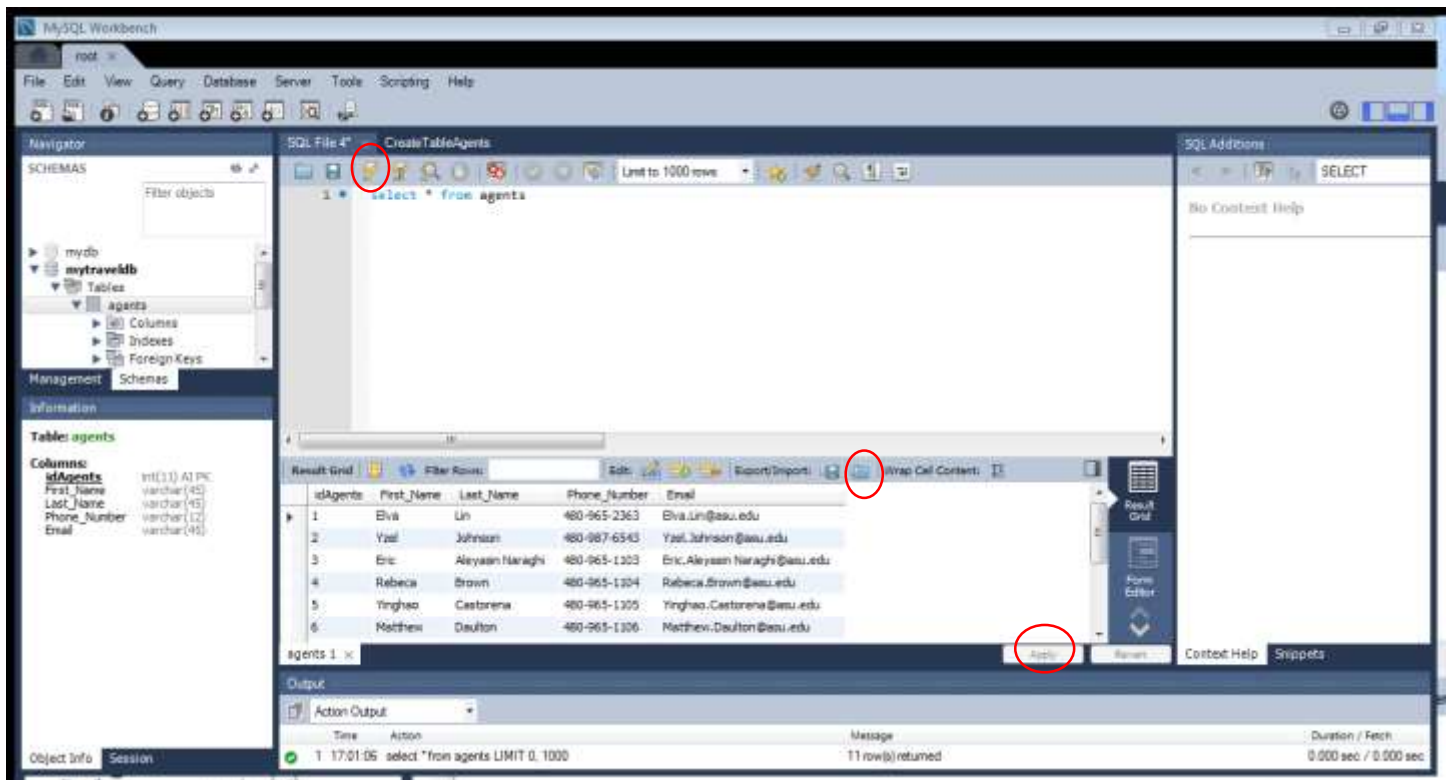 MySQL Workbench
root
File Edit View Query Database Server Tools Scripting Help
Navigator
SCHEMAS
Filter objects
mydb
mytraveldb
Tables
agents
Columns
Indexes
Foreign Keys
Management Schemas
Information
Table: agents
Columns:
idAgents int(11) AI PK
First_Name varchar(45)
Last_Name varchar(45)
Phone_Number varchar(12)
Email varchar(45)
Object Info Session
SQL File 4* CreateTableAgents
Limit to 1000 rows
1 select * from agents
Result Grid Filter Rows: Edit: Export/Import: Wrap Cell Content:
idAgents First_Name Last_Name Phone_Number Email
1 Elva Lin 480-965-2363 Elva.Lin@asu.edu
2 Yzel Johnson 480-987-6543 Yzel.Johnson@asu.edu
3 Eric Aleyasin Naraghi 480-965-1103 Eric.Aleyasin Naraghi@asu.edu
4 Rebeca Brown 480-965-1104 Rebeca.Brown@asu.edu
5 Yinghao Castorena 480-965-1105 Yinghao.Castorena@asu.edu
6 Matthew Daulton 480-965-1106 Matthew.Daulton@asu.edu
Result
Grid
Form
Editor
agents 1 Apply Revert
SQL Additions
SELECT
No Context Help
Context Help Snippets
Output
Action Output
Time Action Message Duration / Fetch
1 17:01:06 select * from agents LIMIT 0, 1000 11 row(s) returned 0.000 sec / 0.000 sec